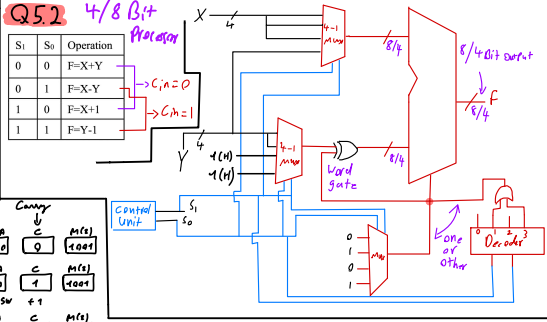 Q5.2 4/8 Bit Processor
S1 S0 Operation
0 0 F=X+Y
0 1 F=X-Y
1 0 F=X+1
1 1 F=Y-1
Cin=0
Cin=1
X
4
4-1
mux
8/4
8/4 Bit output
F
8/4
Y
4
4-1
mux
1(H)
1(H)
8/4
Word
gate
Control
unit
S1
S0
0
1
0
1
mux
one
or
other
0 1 2 3
Decoder
Carry
C M(s)
0 1001
C M(s)
1 1001
+1
C M(s)